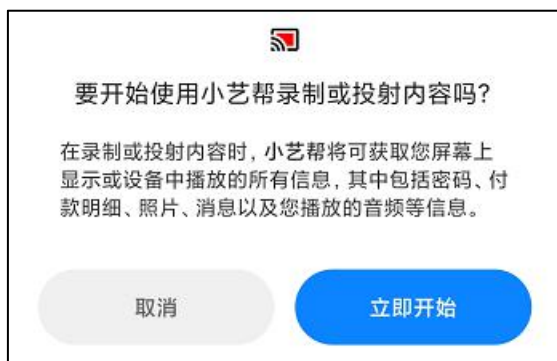 要开始使用小艺帮录制或投射内容吗?
在录制或投射内容时，小艺帮将可获取您屏幕上
显示或设备中播放的所有信息，其中包括密码、付
款明细、照片、消息以及您播放的音频等信息。
取消
立即开始